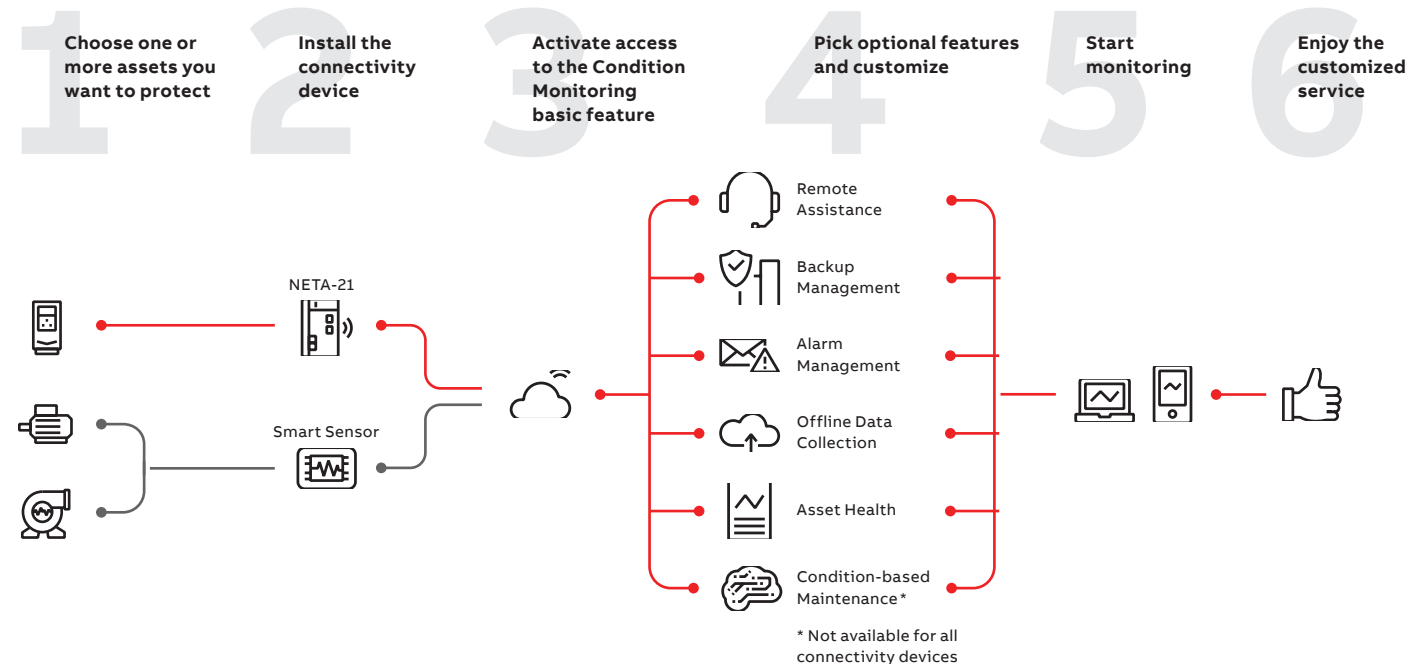 1
Choose one or
more assets you
want to protect
2
Install the
connectivity
device
3
Activate access
to the Condition
Monitoring
basic feature
4
Pick optional features
and customize
5
Start
monitoring
6
Enjoy the
customized
service
Remote
Assistance
Backup
Management
NETA-21
Alarm
Management
Smart Sensor
Offline Data
Collection
Asset Health
Condition-based
Maintenance*
* Not available for all
connectivity devices